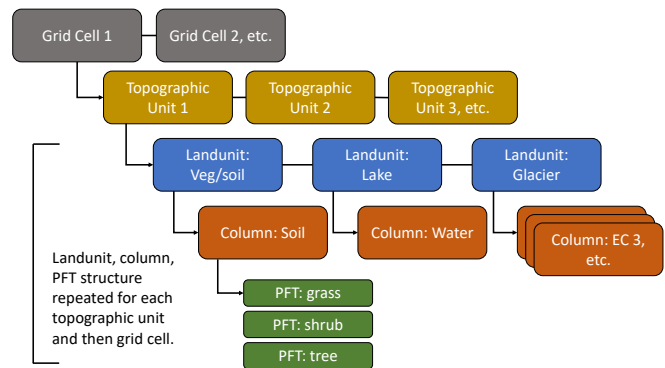 Grid Cell 1
Grid Cell 2, etc.
Topographic
Unit 1
Topographic
Unit 2
Topographic
Unit 3, etc.
Landunit:
Veg/soil
Landunit:
Lake
Landunit:
Glacier
Column: Soil
Column: Water
Column: EC 3,
etc.
Landunit, column,
PFT structure
repeated for each
topographic unit
and then grid cell.
PFT: grass
PFT: shrub
PFT: tree